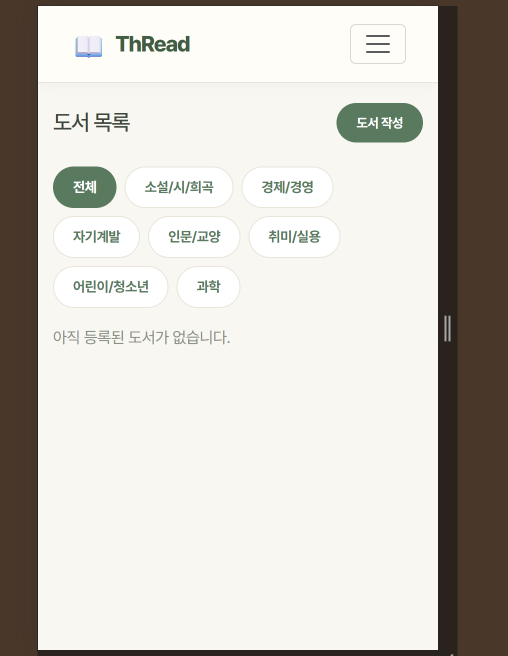 ThRead
도서 목록
도서 작성
전체
소설/시/희곡
경제/경영
자기계발
인문/교양
취미/실용
어린이/청소년
과학
아직 등록된 도서가 없습니다.